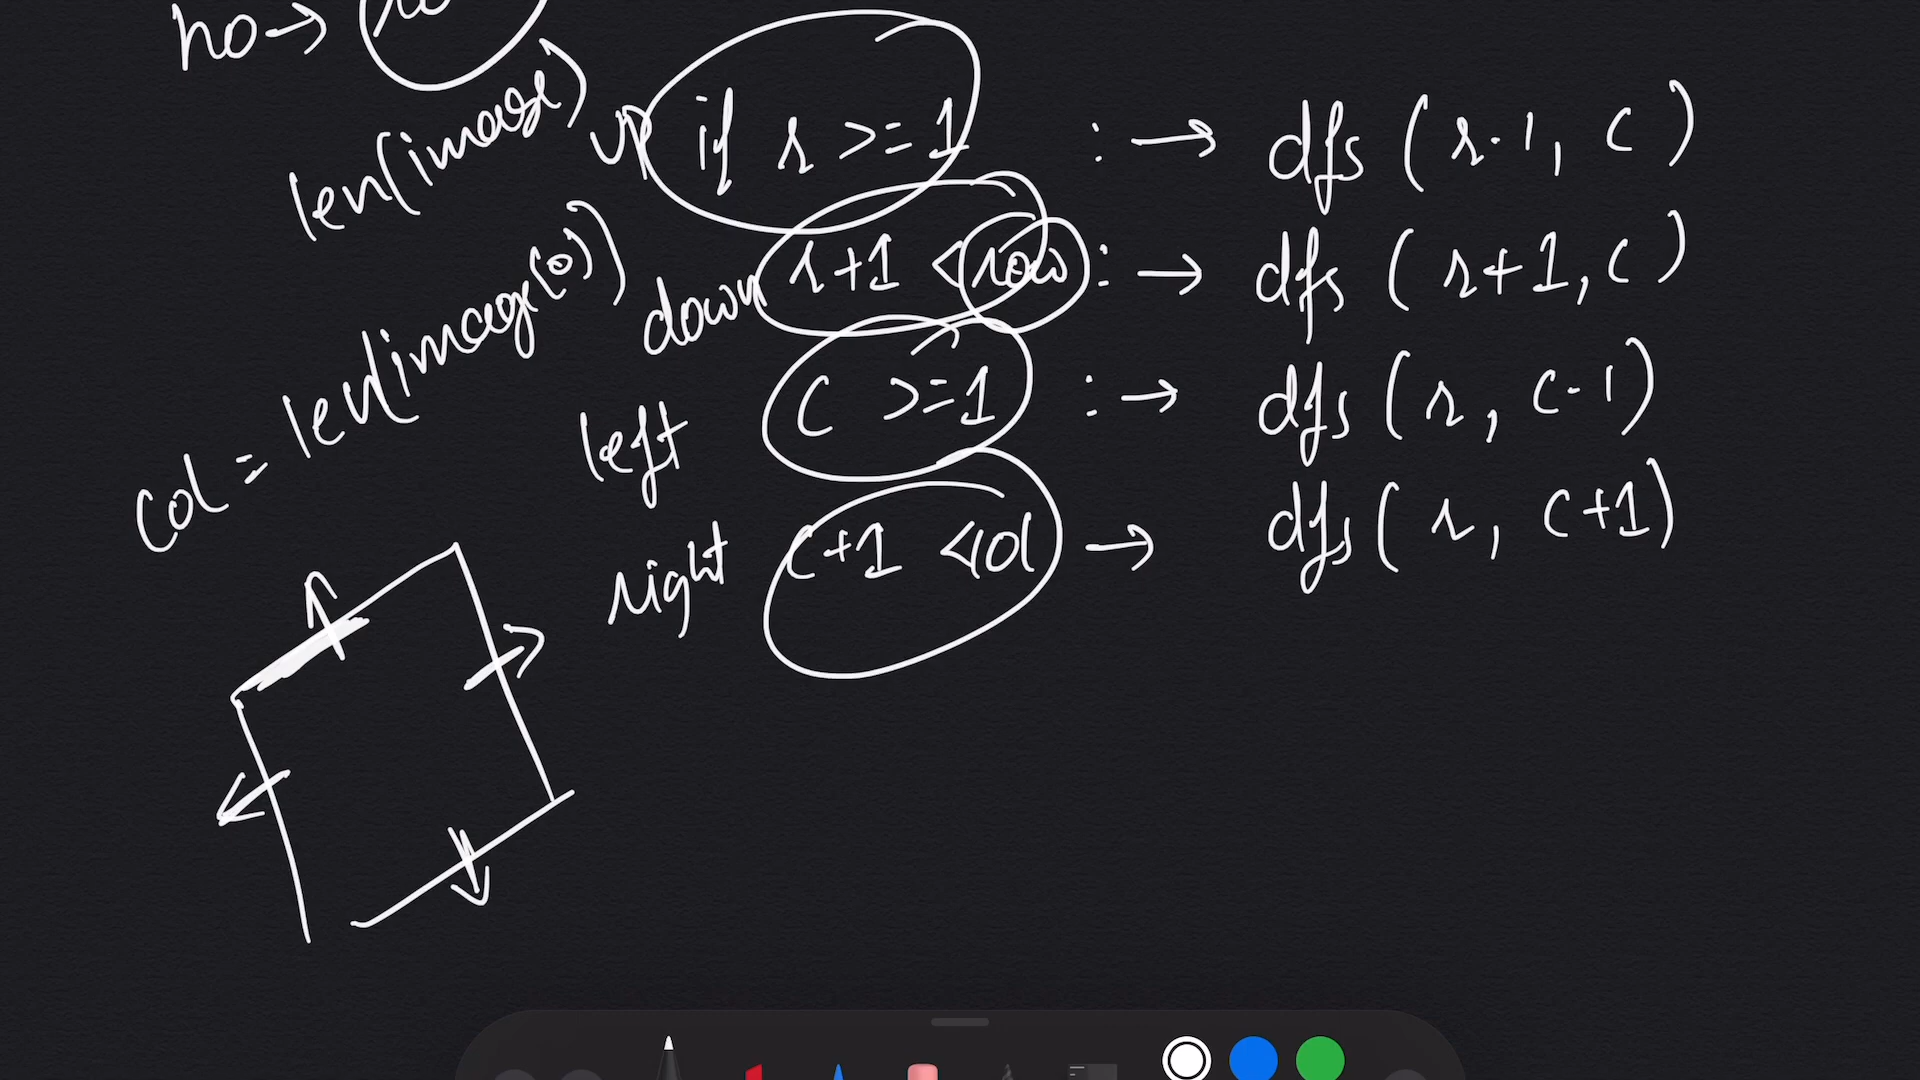 no →
len(image)
up if r >= 1 : → dfs ( r-1, c )
down r+1 < row : → dfs ( r+1, c )
left c >= 1 : → dfs ( r, c-1 )
right c+1 < col → dfs ( r, c+1 )
col = len(image(0))